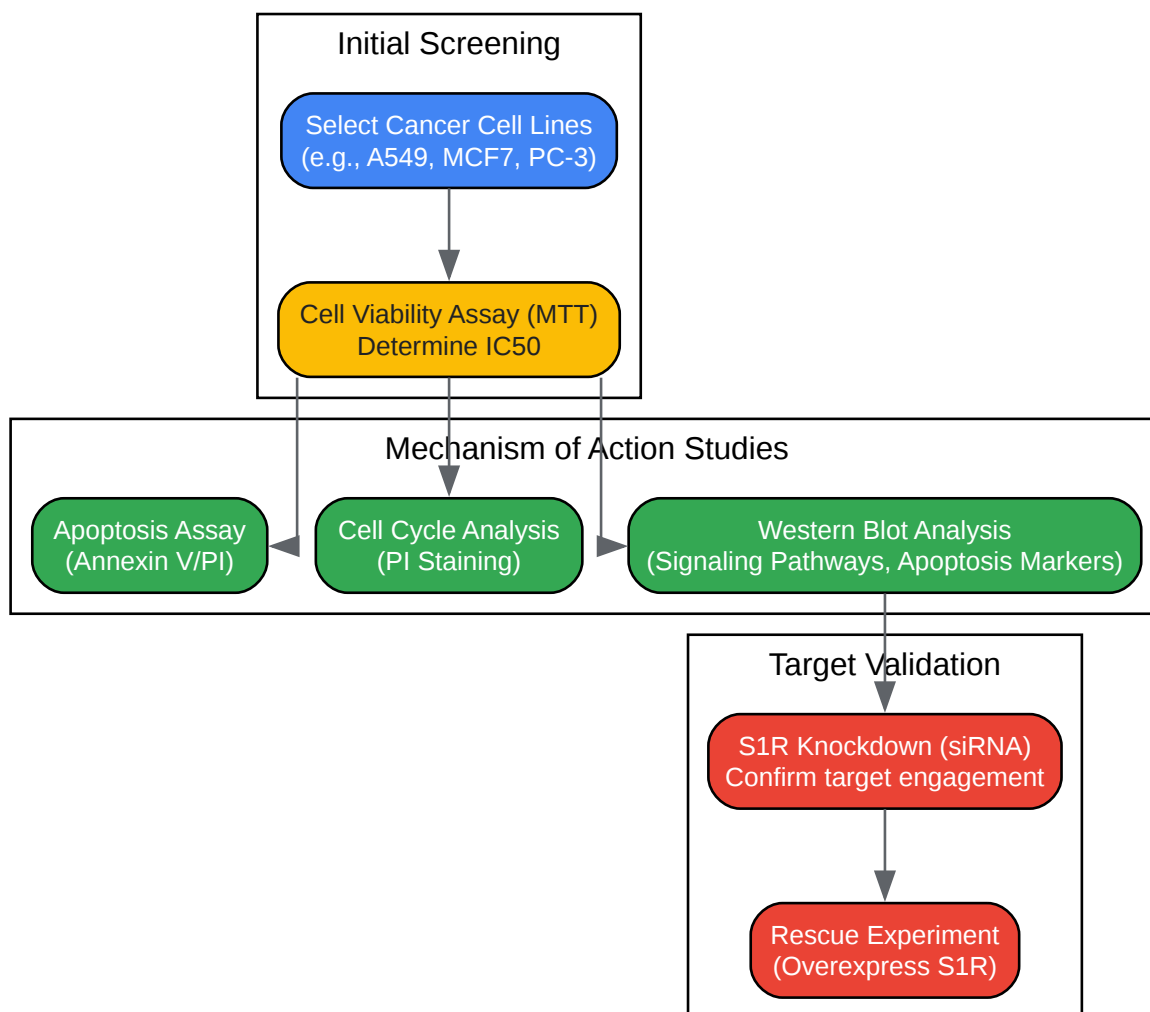 Initial Screening
Select Cancer Cell Lines
(e.g., A549, MCF7, PC-3)
Cell Viability Assay (MTT)
Determine IC50
Mechanism of Action Studies
Apoptosis Assay
(Annexin V/PI)
Cell Cycle Analysis
(PI Staining)
Western Blot Analysis
(Signaling Pathways, Apoptosis Markers)
Target Validation
S1R Knockdown (siRNA)
Confirm target engagement
Rescue Experiment
(Overexpress S1R)